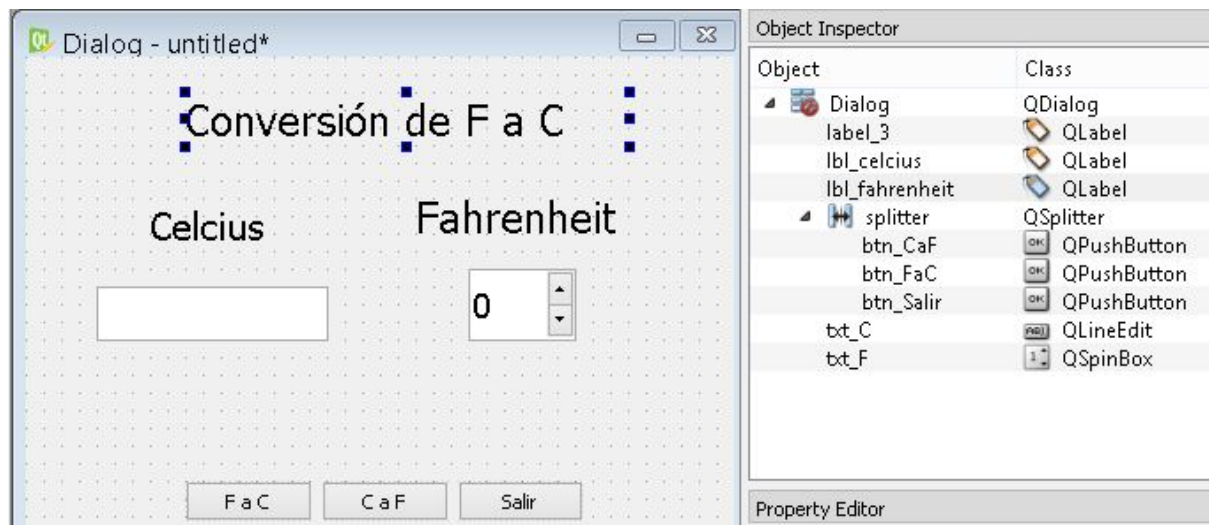 Dialog - untitled*
Conversión de F a C
Celcius
Fahrenheit
0
F a C
C a F
Salir
Object Inspector
Object Class
Dialog QDialog
label_3 QLabel
lbl_celcius QLabel
lbl_fahrenheit QLabel
splitter QSplitter
btn_CaF QPushButton
btn_FaC QPushButton
btn_Salir QPushButton
txt_C QLineEdit
txt_F QSpinBox
Property Editor